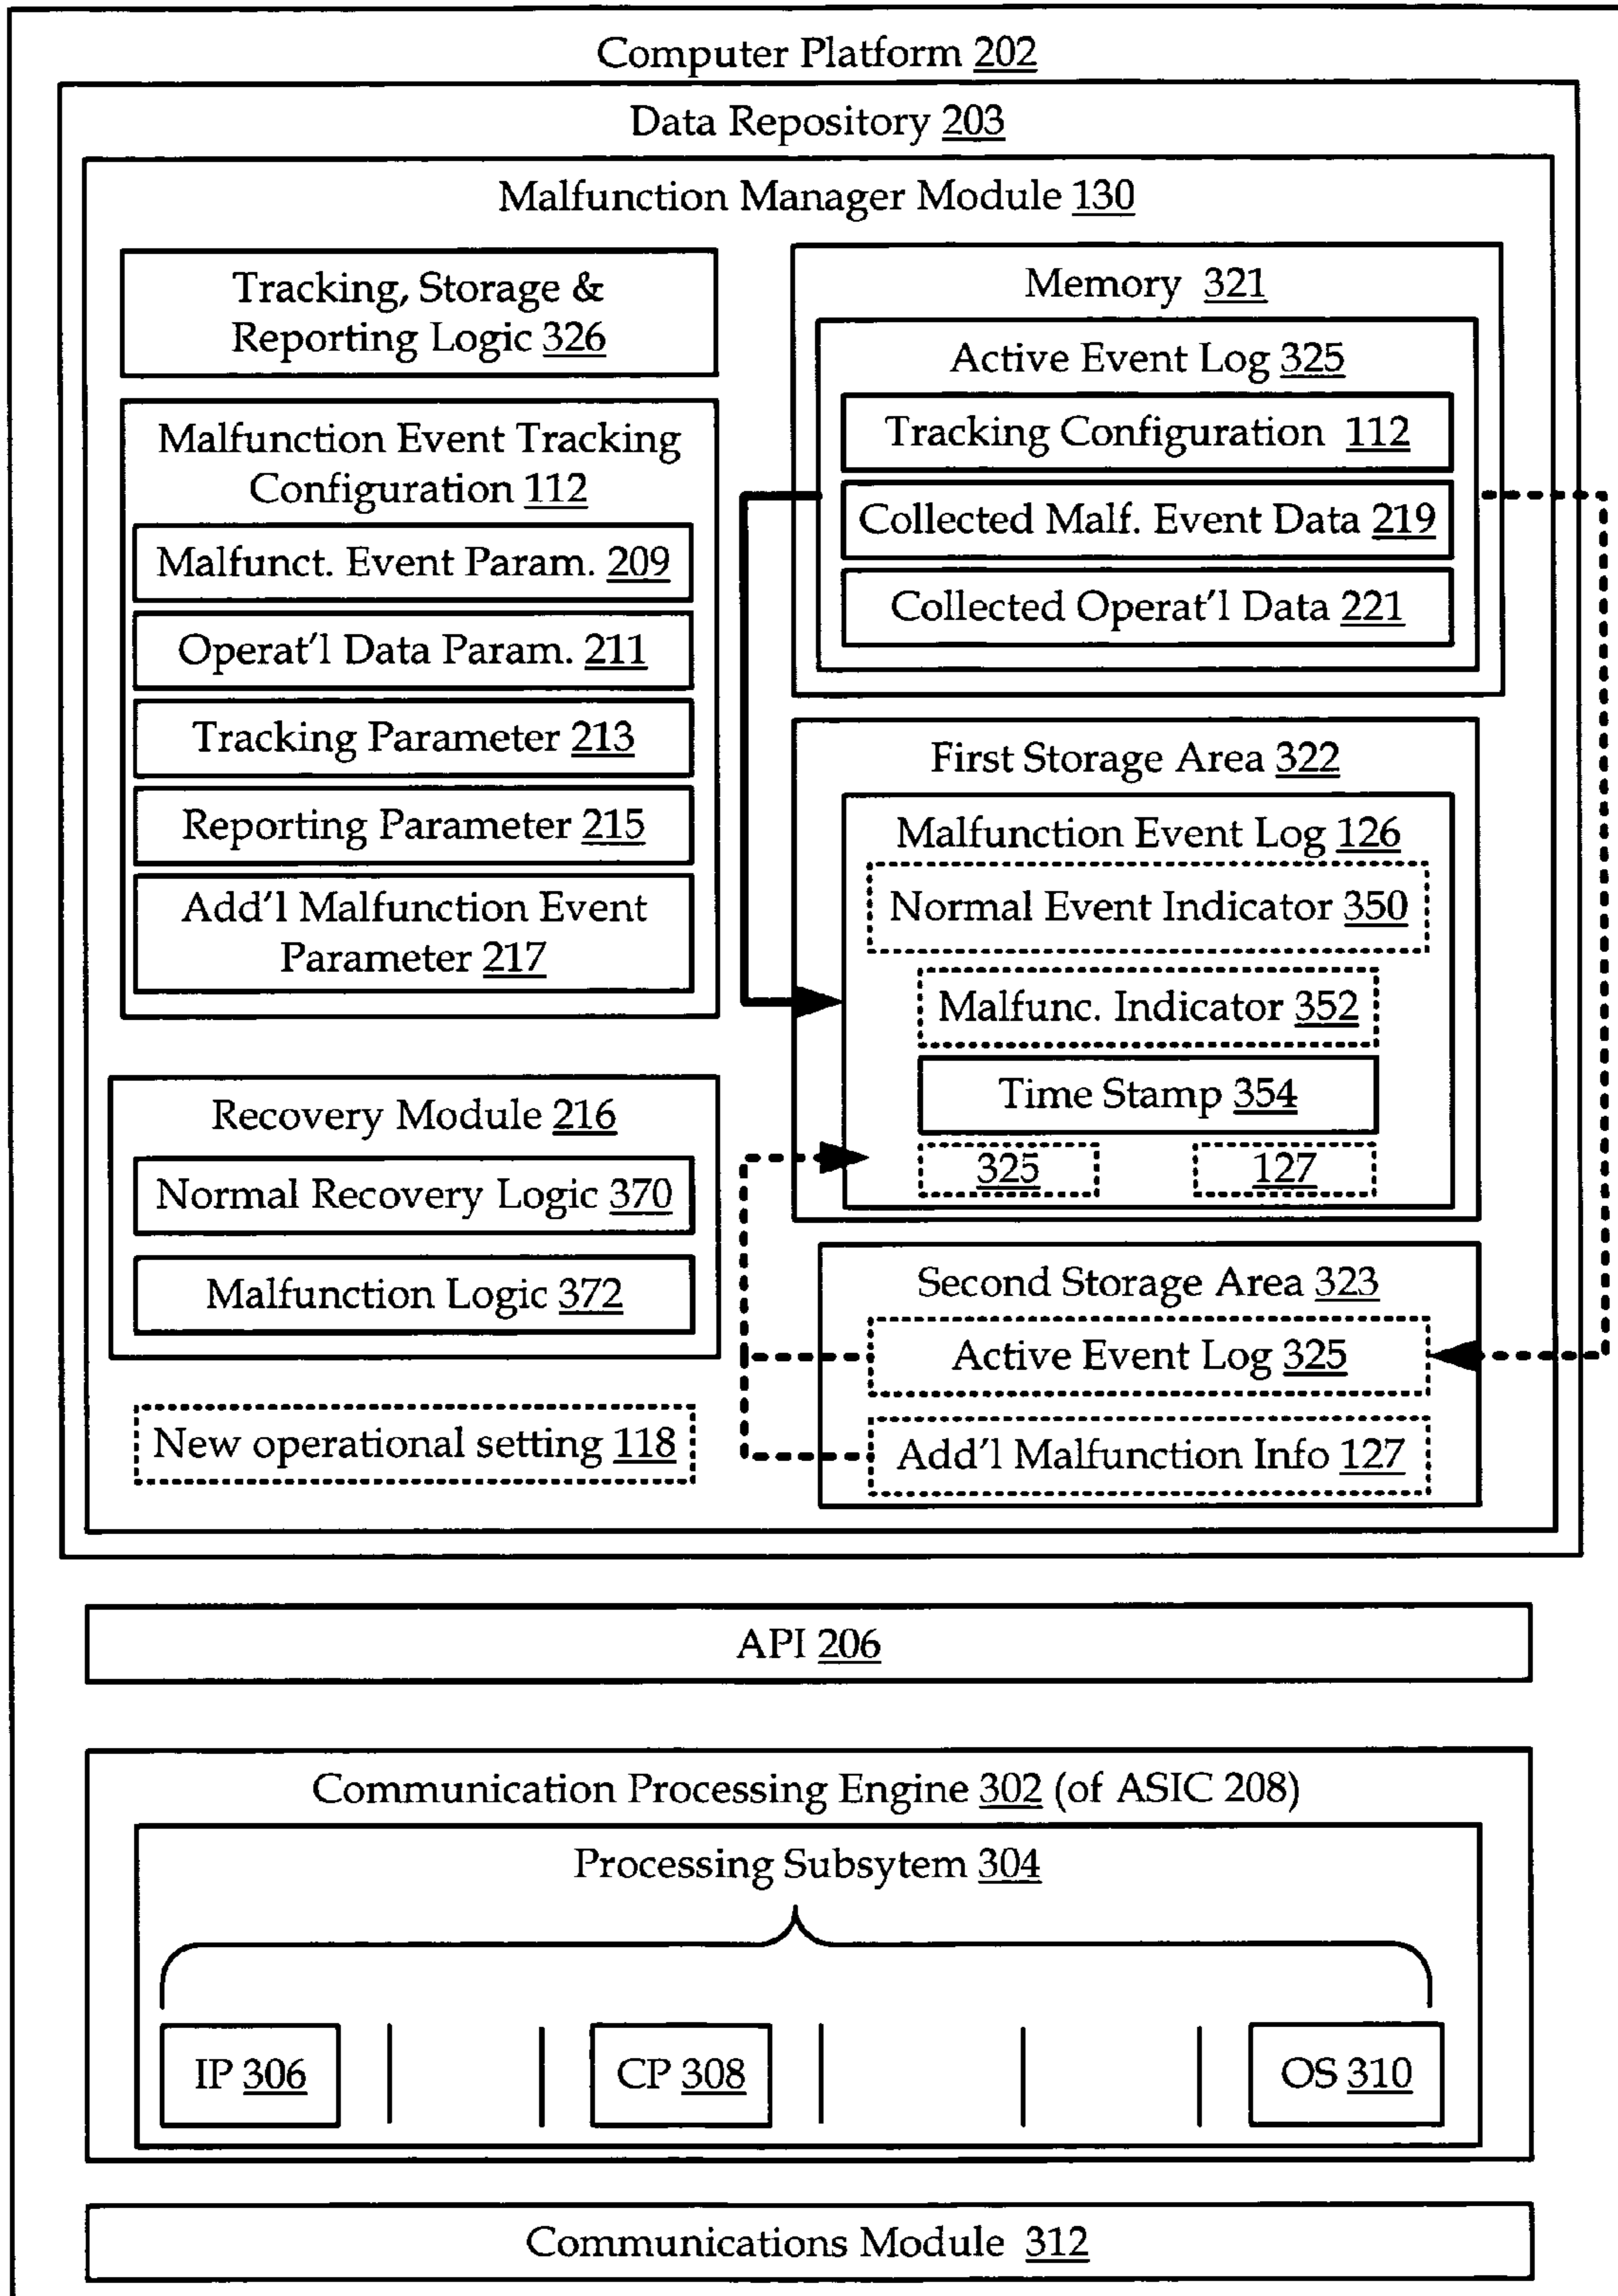 Computer Platform 202
Data Repository 203
Malfunction Manager Module 130
Tracking, Storage &
Reporting Logic 326
Malfunction Event Tracking
Configuration 112
Malfunct. Event Param. 209
Operat'l Data Param. 211
Tracking Parameter 213
Reporting Parameter 215
Add'l Malfunction Event
Parameter 217
Recovery Module 216
Normal Recovery Logic 370
Malfunction Logic 372
New operational setting 118
Memory 321
Active Event Log 325
Tracking Configuration 112
Collected Malf. Event Data 219
Collected Operat'l Data 221
First Storage Area 322
Malfunction Event Log 126
Normal Event Indicator 350
Malfunc. Indicator 352
Time Stamp 354
325 127
Second Storage Area 323
Active Event Log 325
Add'l Malfunction Info 127
API 206
Communication Processing Engine 302 (of ASIC 208)
Processing Subsytem 304
IP 306 CP 308 OS 310
Communications Module 312